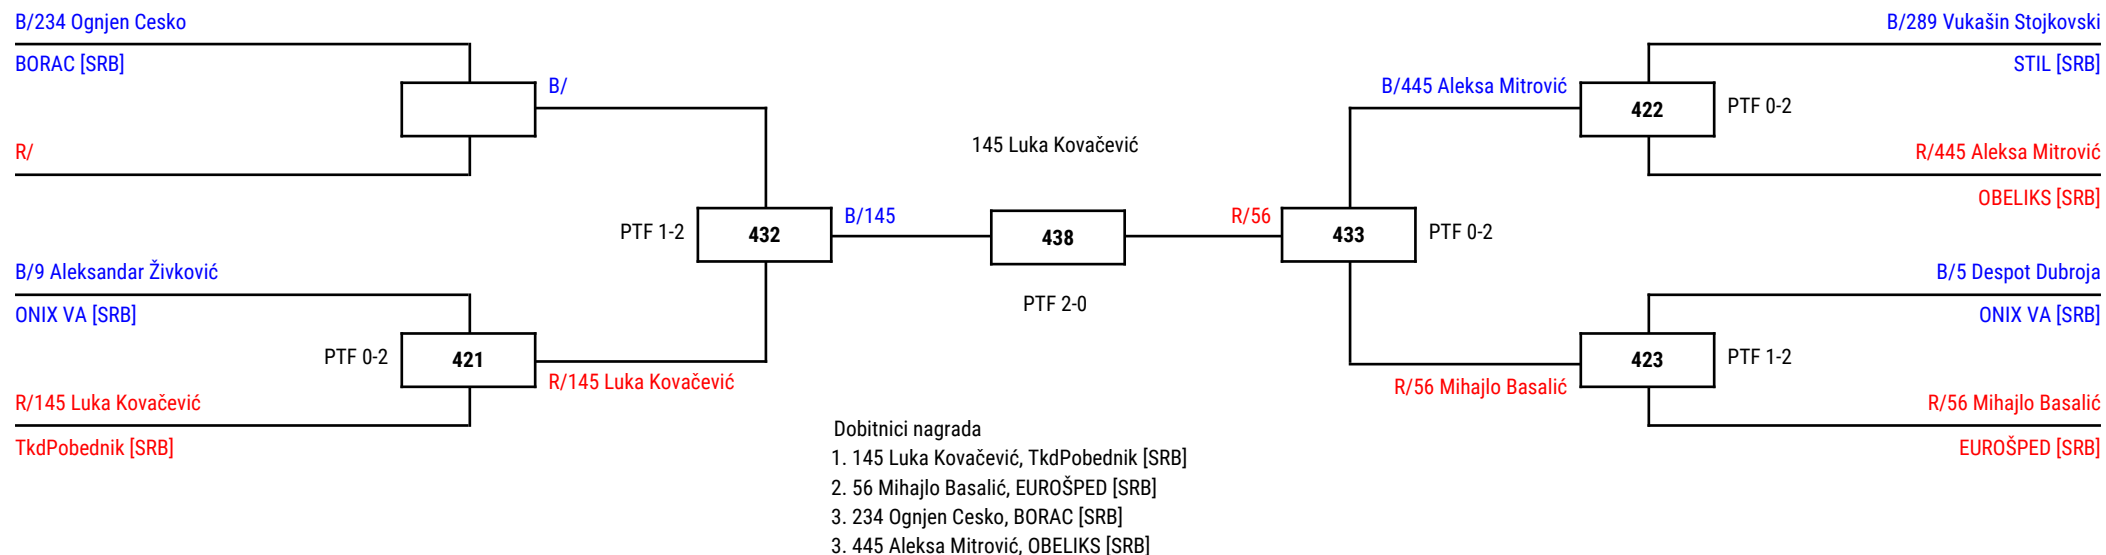 B/234 Ognjen Cesko
BORAC [SRB]
B/
R/
B/9 Aleksandar Živković
ONIX VA [SRB]
PTF 0-2
421
R/145 Luka Kovačević
R/145 Luka Kovačević
TkdPobednik [SRB]
PTF 1-2
432
B/145
145 Luka Kovačević
438
PTF 2-0
R/56
433
PTF 0-2
B/289 Vukašin Stojkovski
STIL [SRB]
B/445 Aleksa Mitrović
422
PTF 0-2
R/445 Aleksa Mitrović
OBELIKS [SRB]
B/5 Despot Dubroja
ONIX VA [SRB]
423
PTF 1-2
R/56 Mihajlo Basalić
R/56 Mihajlo Basalić
EUROŠPED [SRB]
Dobitnici nagrada
1. 145 Luka Kovačević, TkdPobednik [SRB]
2. 56 Mihajlo Basalić, EUROŠPED [SRB]
3. 234 Ognjen Cesko, BORAC [SRB]
3. 445 Aleksa Mitrović, OBELIKS [SRB]